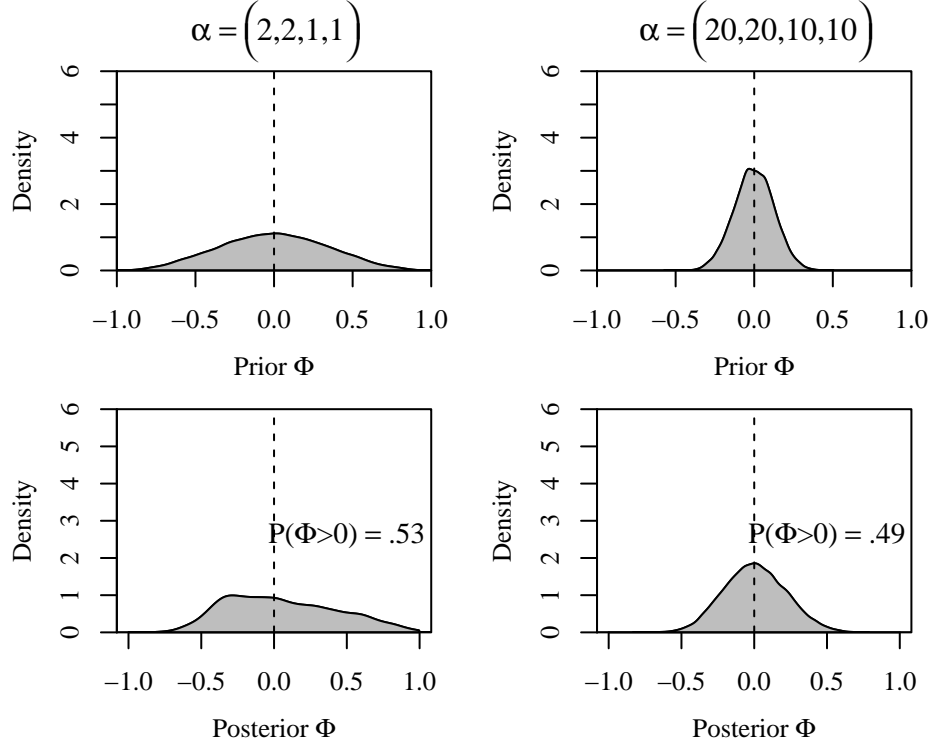 α = (2,2,1,1)
Density
0 2 4 6
−1.0 −0.5 0.0 0.5 1.0
Prior Φ
α = (20,20,10,10)
Density
0 2 4 6
−1.0 −0.5 0.0 0.5 1.0
Prior Φ
Density
0 1 2 3 4 5 6
P(Φ>0) = .53
−1.0 −0.5 0.0 0.5 1.0
Posterior Φ
Density
0 1 2 3 4 5 6
P(Φ>0) = .49
−1.0 −0.5 0.0 0.5 1.0
Posterior Φ